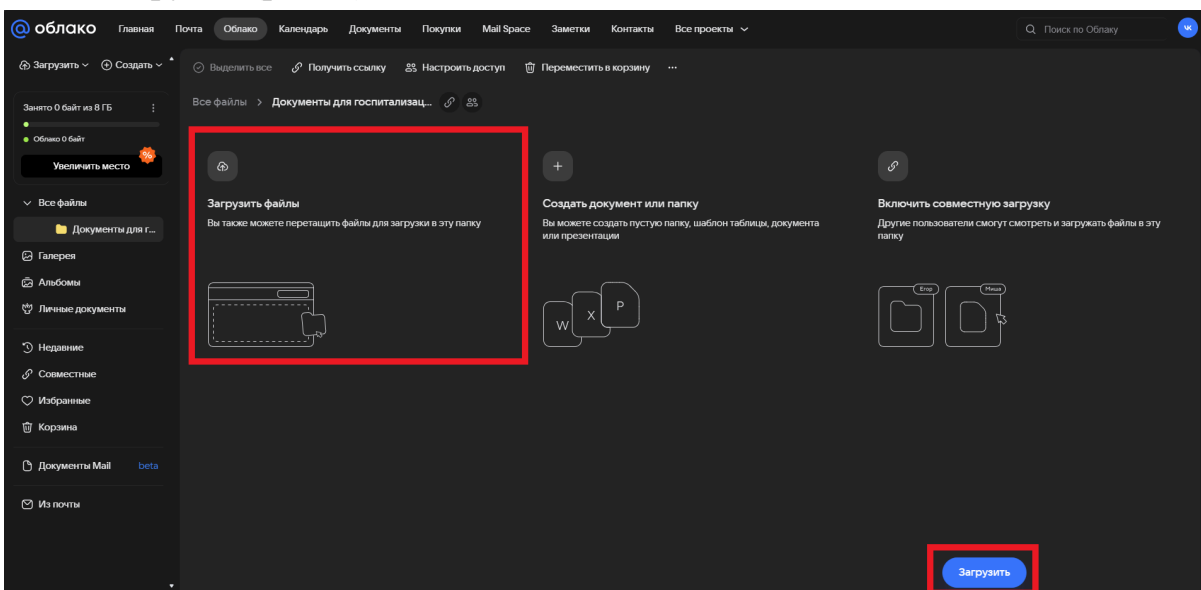 облако Главная Почта Облако Календарь Документы Покупки Mail Space Заметки Контакты Все проекты Поиск по Облаку
Загрузить Создать Выделить все Получить ссылку Настроить доступ Переместить в корзину ...
Занято 0 байт из 8 ГБ
Облако 0 байт
%
Увеличить место
Все файлы
Документы для г...
Галерея
Альбомы
Личные документы
Недавние
Совместные
Избранные
Корзина
Документы Mail beta
Из почты
Все файлы > Документы для госпитализац...
Загрузить файлы
Вы также можете перетащить файлы для загрузки в эту папку
Создать документ или папку
Вы можете создать пустую папку, шаблон таблицы, документа
или презентации
W X P
Включить совместную загрузку
Другие пользователи смогут смотреть и загружать файлы в эту
папку
Егор Миша
Загрузить